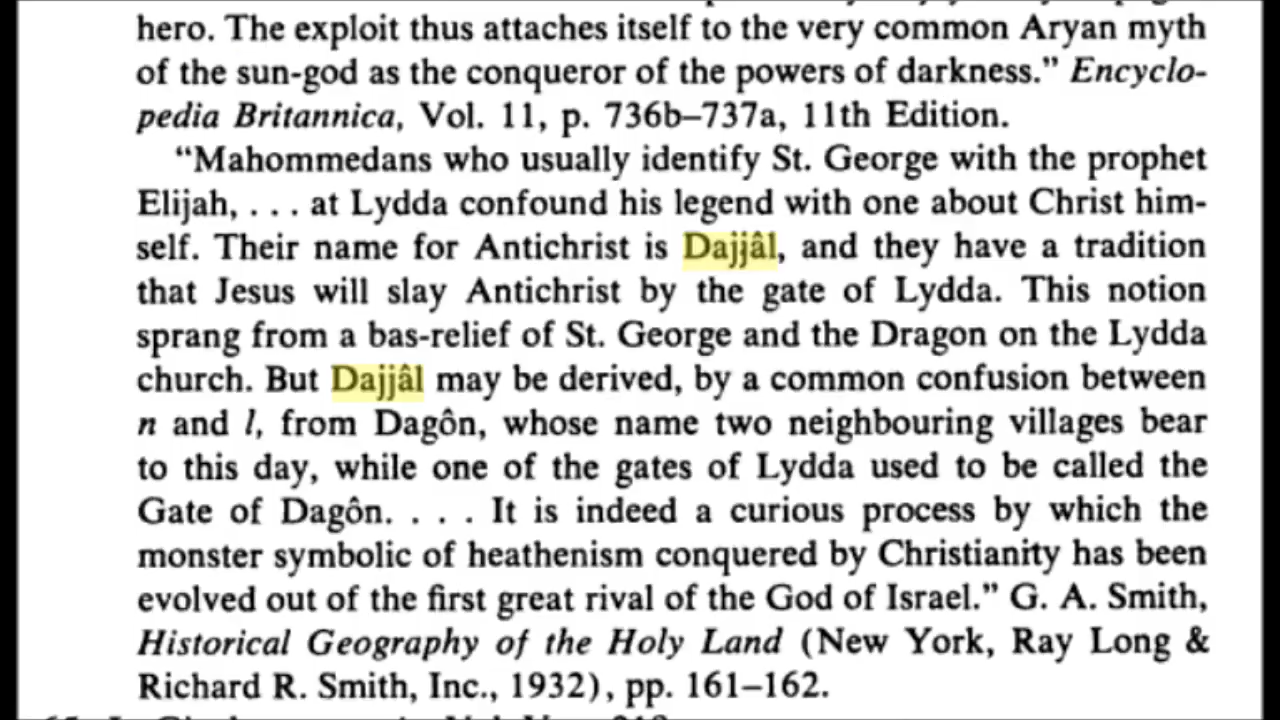 hero. The exploit thus attaches itself to the very common Aryan myth
of the sun-god as the conqueror of the powers of darkness.” Encyclo-
pedia Britannica, Vol. 11, p. 736b–737a, 11th Edition.
“Mahommedans who usually identify St. George with the prophet
Elijah, . . . at Lydda confound his legend with one about Christ him-
self. Their name for Antichrist is Dajjâl, and they have a tradition
that Jesus will slay Antichrist by the gate of Lydda. This notion
sprang from a bas-relief of St. George and the Dragon on the Lydda
church. But Dajjâl may be derived, by a common confusion between
n and l, from Dagôn, whose name two neighbouring villages bear
to this day, while one of the gates of Lydda used to be called the
Gate of Dagôn. . . . It is indeed a curious process by which the
monster symbolic of heathenism conquered by Christianity has been
evolved out of the first great rival of the God of Israel.” G. A. Smith,
Historical Geography of the Holy Land (New York, Ray Long &
Richard R. Smith, Inc., 1932), pp. 161–162.